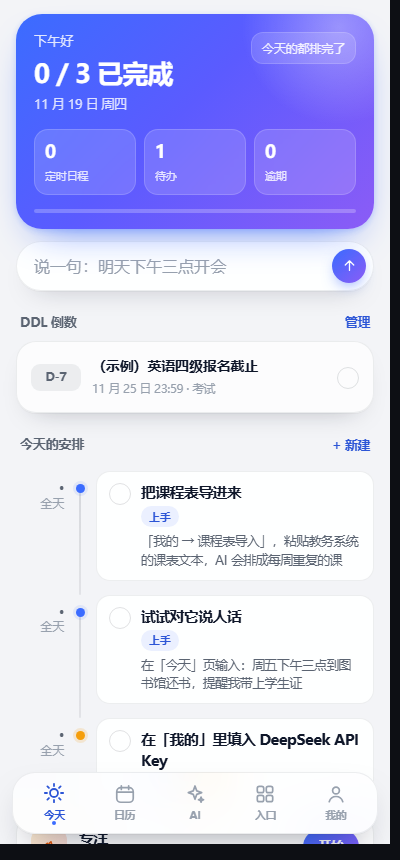 下午好
今天的都排完了
0 / 3 已完成
11 月 19 日 周四
0
定时日程
1
待办
0
逾期
说一句：明天下午三点开会
DDL 倒数
管理
D-7
（示例）英语四级报名截止
11 月 25 日 23:59 · 考试
今天的安排
+ 新建
全天
把课程表导进来
上手
「我的 → 课程表导入」，粘贴教务系统
的课表文本，AI 会排成每周重复的课
全天
试试对它说人话
上手
在「今天」页输入：周五下午三点到图
书馆还书，提醒我带上学生证
全天
在「我的」里填入 DeepSeek API
Key
今天
日历
AI
入口
我的
专注